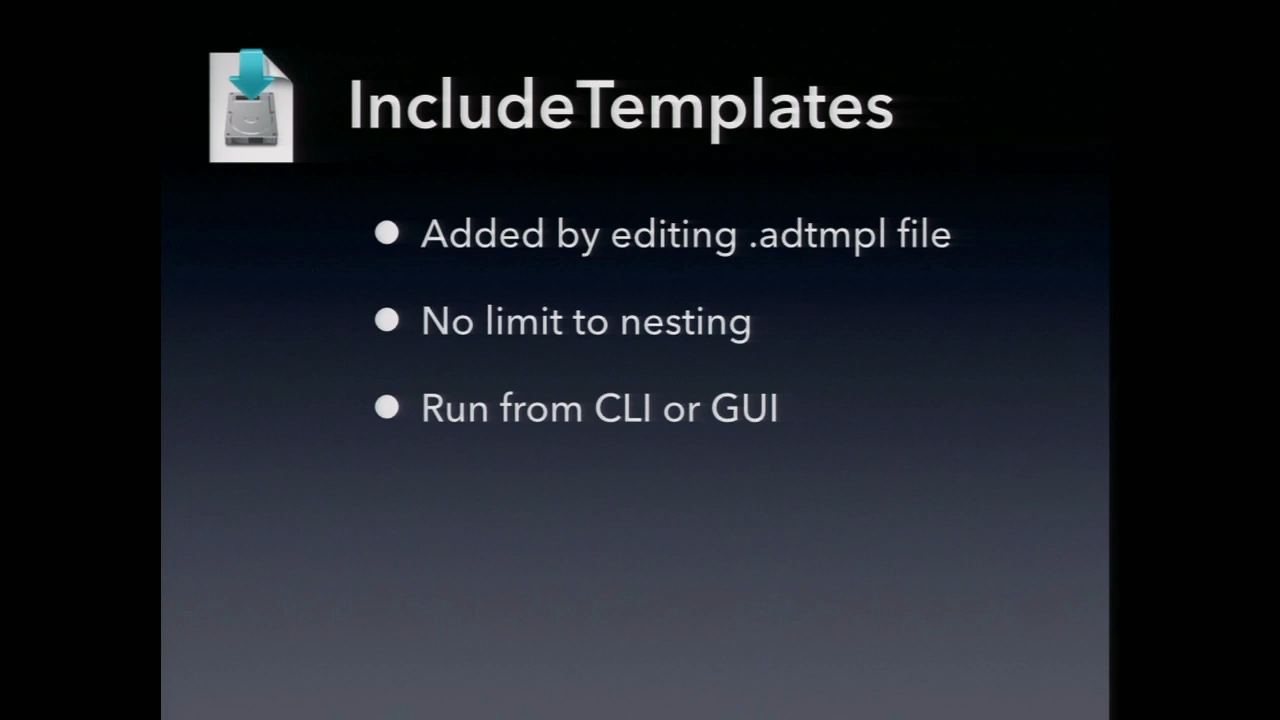 IncludeTemplates
Added by editing .adtmpl file
No limit to nesting
Run from CLI or GUI